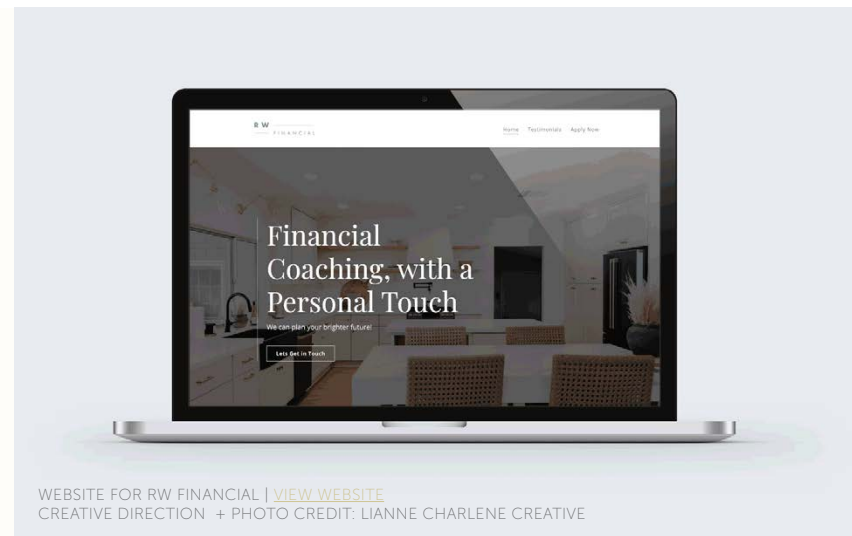 RW
FINANCIAL
Home Testimonials Apply Now
Financial
Coaching, with a
Personal Touch
We can plan your brighter future!
Lets Get in Touch
WEBSITE FOR RW FINANCIAL | VIEW WEBSITE
CREATIVE DIRECTION + PHOTO CREDIT: LIANNE CHARLENE CREATIVE